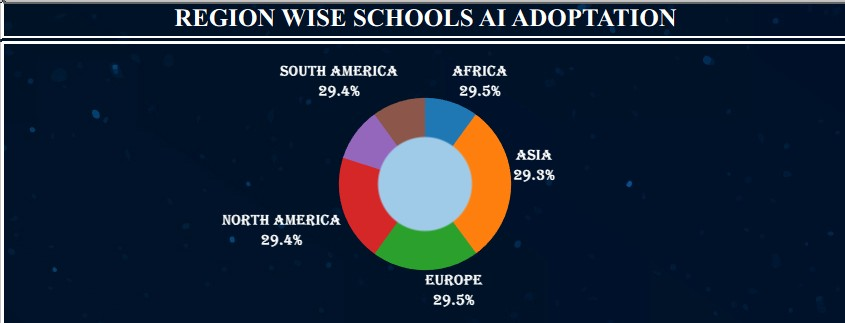 REGION WISE SCHOOLS AI ADOPTATION
SOUTH AMERICA
29.4%
AFRICA
29.5%
ASIA
29.3%
NORTH AMERICA
29.4%
EUROPE
29.5%